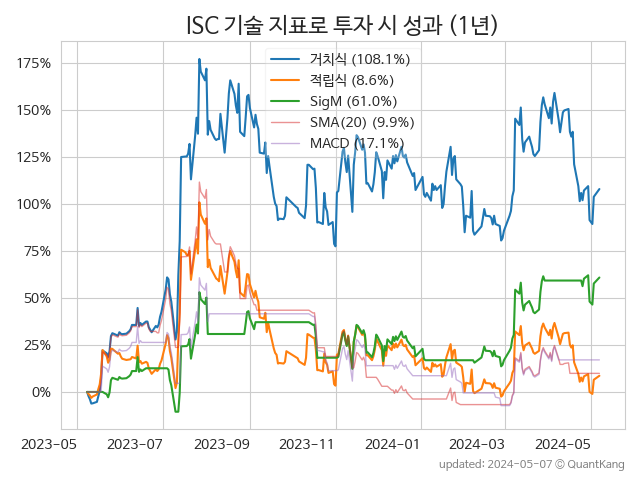 ISC 기술 지표로 투자 시 성과 (1년)
거치식 (108.1%)
적립식 (8.6%)
SigM (61.0%)
SMA(20) (9.9%)
MACD (17.1%)
175%
150%
125%
100%
75%
50%
25%
0%
2023-05 2023-07 2023-09 2023-11 2024-01 2024-03 2024-05
updated: 2024-05-07 © QuantKang